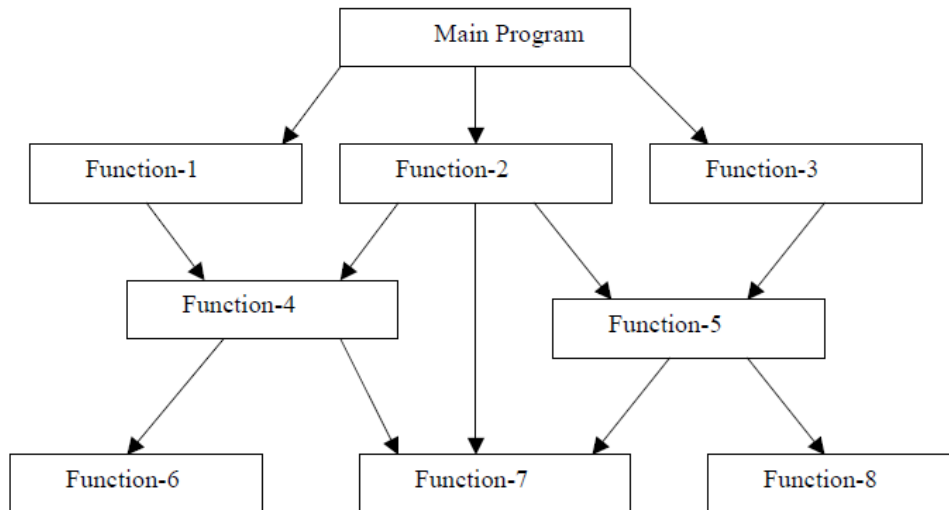 Main Program
Function-1
Function-2
Function-3
Function-4
Function-5
Function-6
Function-7
Function-8